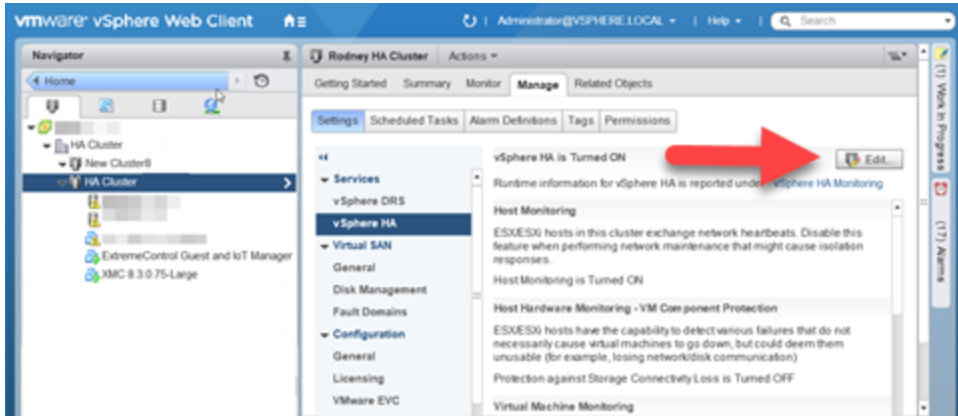 vmware® vSphere Web Client
Administrator@VSPHERE.LOCAL | Help | Search
Navigator
Home
HA Cluster
New Cluster8
HA Cluster
ExtremeControl Guest and IoT Manager
XMC 8.3.0.75-Large
Rodney HA Cluster Actions
Getting Started Summary Monitor Manage Related Objects
Settings Scheduled Tasks Alarm Definitions Tags Permissions
Services
vSphere DRS
vSphere HA
Virtual SAN
General
Disk Management
Fault Domains
Configuration
General
Licensing
VMware EVC
vSphere HA is Turned ON
Edit...
Runtime information for vSphere HA is reported under vSphere HA Monitoring
Host Monitoring
ESX/ESXi hosts in this cluster exchange network heartbeats. Disable this
feature when performing network maintenance that might cause isolation
responses.
Host Monitoring is Turned ON
Host Hardware Monitoring - VM Component Protection
ESX/ESXi hosts have the capability to detect various failures that do not
necessarily cause virtual machines to go down, but could deem them
unusable (for example, losing network/disk communication)
Protection against Storage Connectivity Loss is Turned OFF
Virtual Machine Monitoring
(1) Work In Progress
(17) Alarms